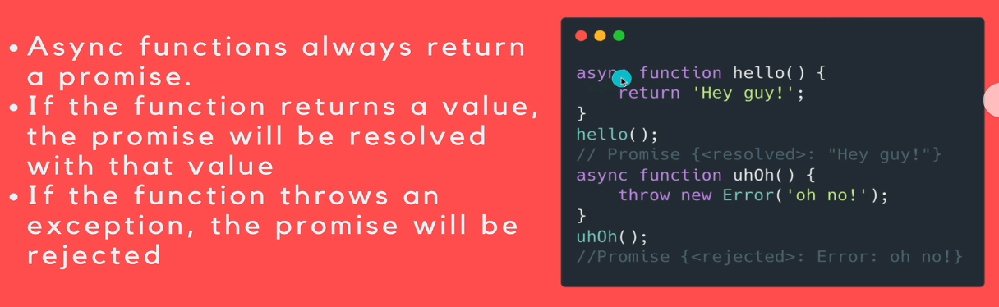 • Async functions always return
a promise.
• If the function returns a value,
the promise will be resolved
with that value
• If the function throws an
exception, the promise will be
rejected
async function hello() {
    return 'Hey guy!';
}
hello();
// Promise {<resolved>: "Hey guy!"}
async function uhOh() {
    throw new Error('oh no!');
}
uhOh();
//Promise {<rejected>: Error: oh no!}